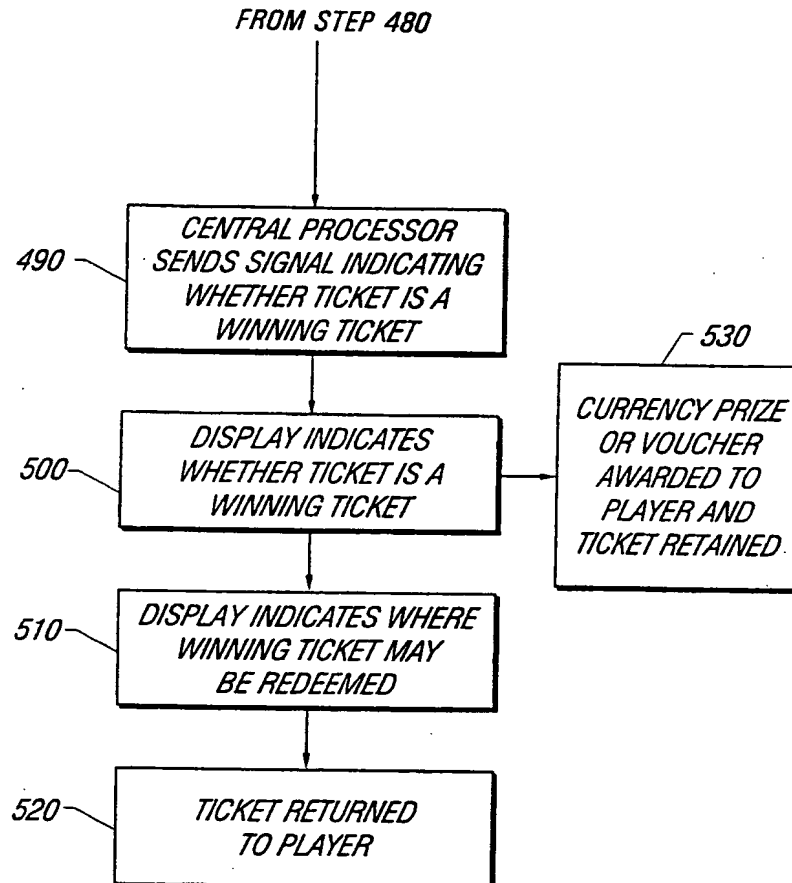 FROM STEP 480
490
CENTRAL PROCESSOR
SENDS SIGNAL INDICATING
WHETHER TICKET IS A
WINNING TICKET
500
DISPLAY INDICATES
WHETHER TICKET IS A
WINNING TICKET
530
CURRENCY PRIZE
OR VOUCHER
AWARDED TO
PLAYER AND
TICKET RETAINED
510
DISPLAY INDICATES WHERE
WINNING TICKET MAY
BE REDEEMED
520
TICKET RETURNED
TO PLAYER